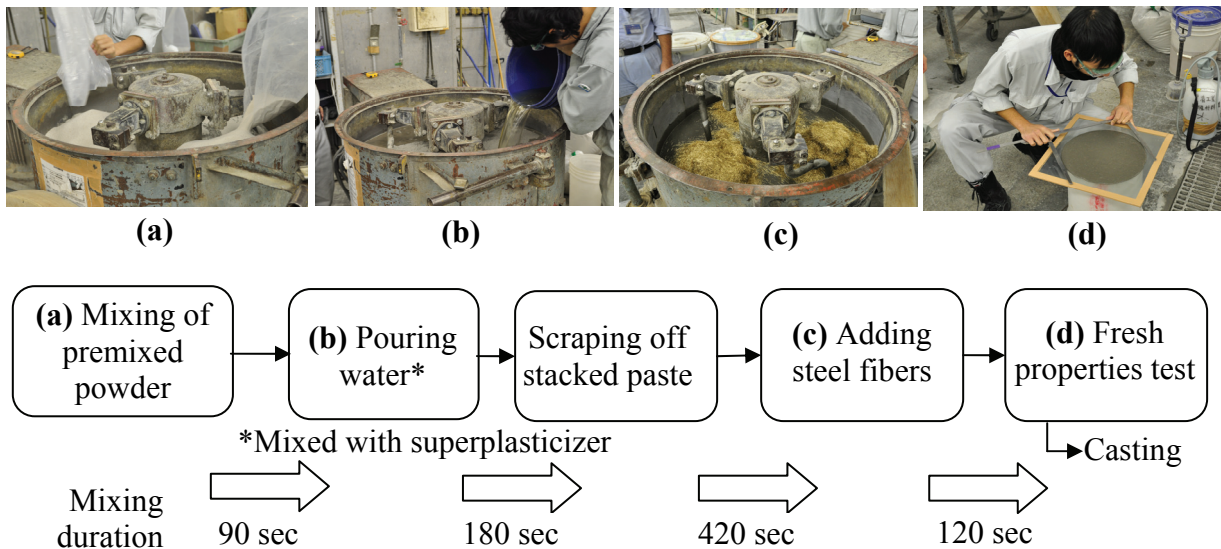 (a)
(b)
(c)
(d)
(a) Mixing of
premixed
powder
(b) Pouring
water*
Scraping off
stacked paste
(c) Adding
steel fibers
(d) Fresh
properties test
*Mixed with superplasticizer
Casting
Mixing
duration
90 sec
180 sec
420 sec
120 sec